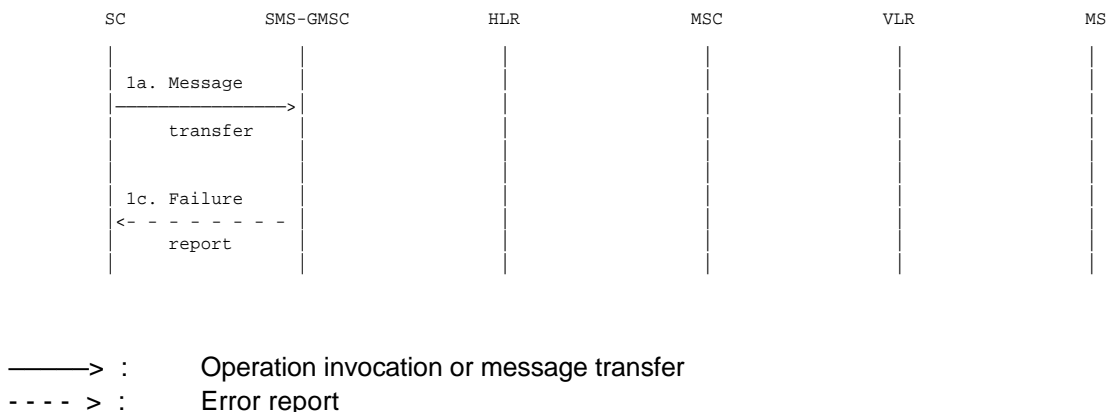 SC SMS-GMSC HLR MSC VLR MS
1a. Message
transfer
1c. Failure
report
————> : Operation invocation or message transfer
- - - - > : Error report